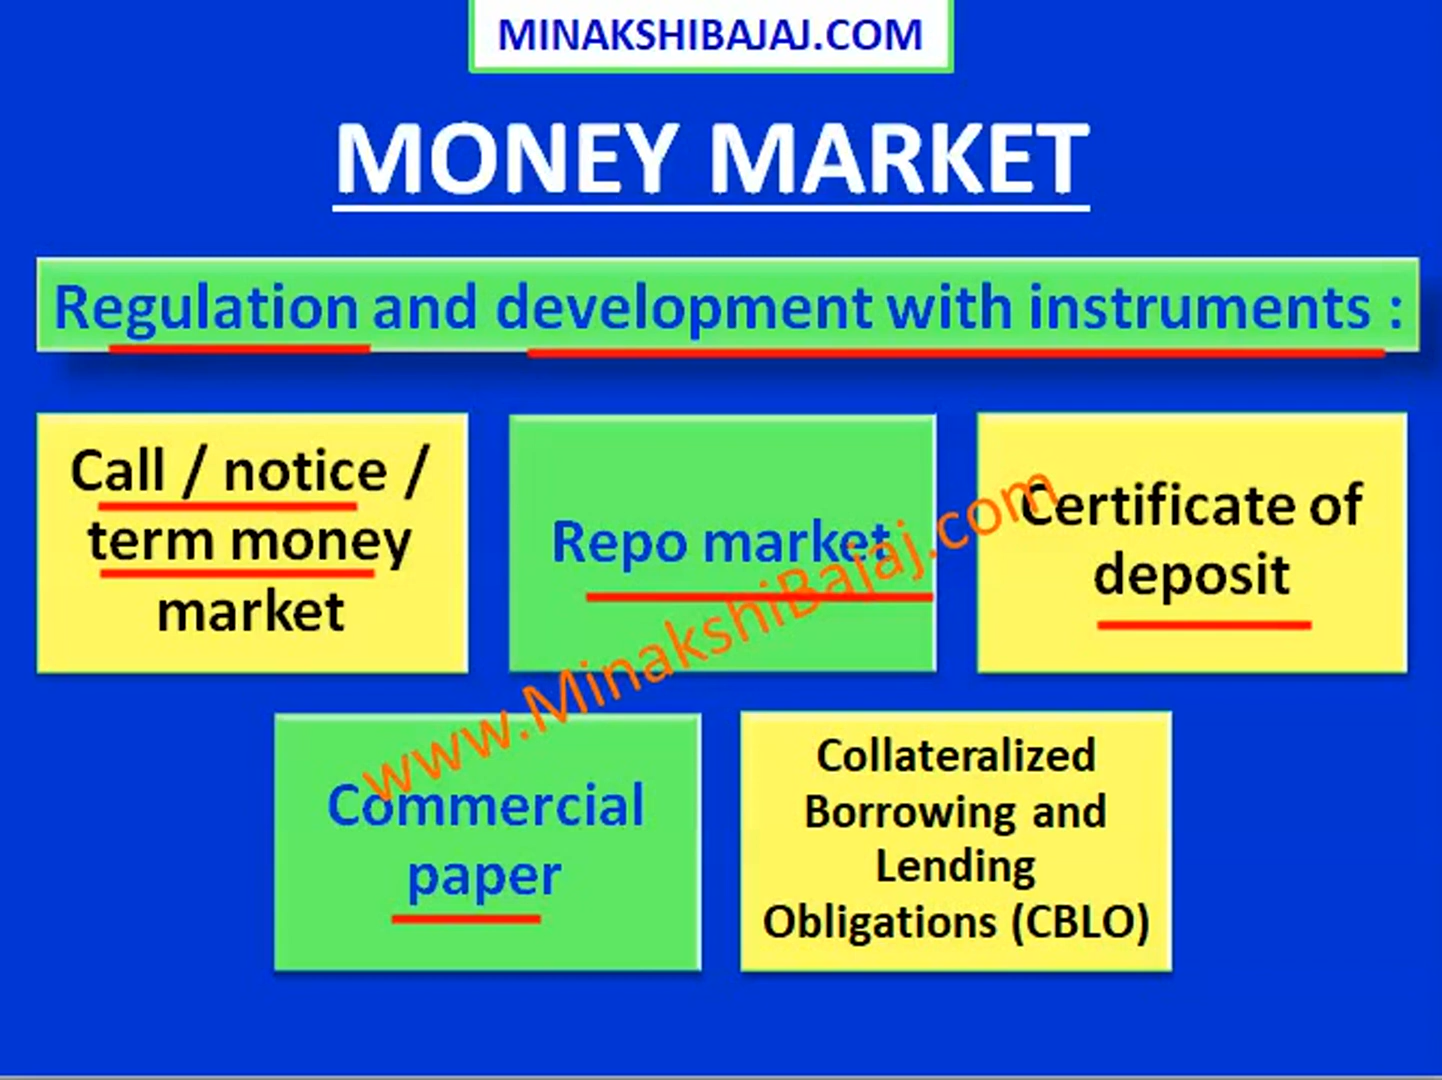 MINAKSHIBAJAJ.COM
MONEY MARKET
Regulation and development with instruments :
Call / notice /
term money
market
Repo market
Certificate of
deposit
www.MinakshiBajaj.com
Commercial
paper
Collateralized
Borrowing and
Lending
Obligations (CBLO)